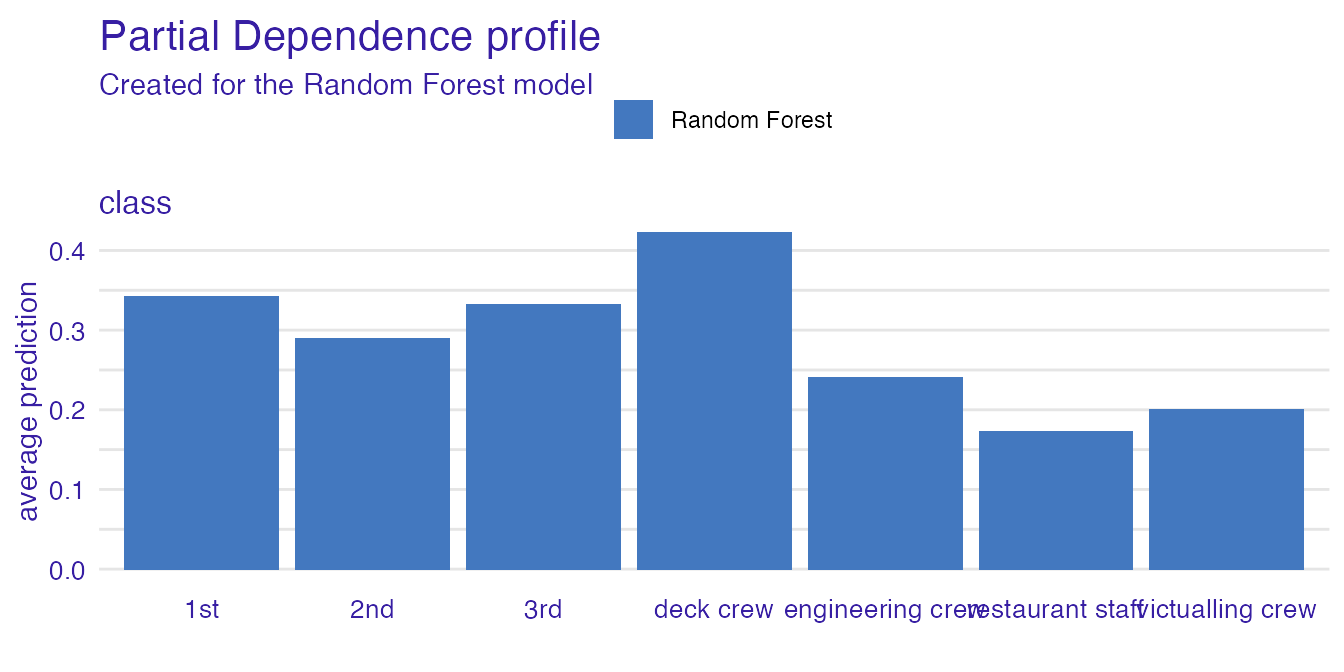 Partial Dependence profile
Created for the Random Forest model
Random Forest
class
average prediction
0.4
0.3
0.2
0.1
0.0
1st 2nd 3rd deck crew engineering crew restaurant staff victualling crew